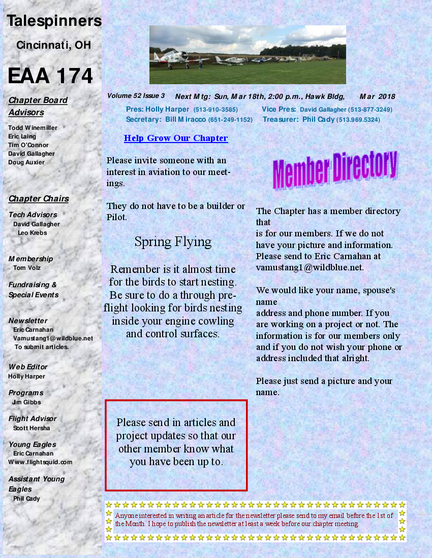 Talespinners
Cincinnati, OH
EAA 174
Chapter Board
Advisors
Todd Winemiller
Eric Laing
Tim O'Connor
David Gallagher
Doug Auxier
Chapter Chairs
Tech Advisors
David Gallagher
Leo Krebs
Membership
Tom Volz
Fundraising &
Special Events
Newsletter
Eric Carnahan
Vamustang1@wildblue.net
To submit articles.
Web Editor
Holly Harper
Programs
Jim Gibbs
Flight Advisor
Scott Hersha
Young Eagles
Eric Carnahan
Www.flightsquid.com
Assistant Young
Eagles
Phil Cady
Volume 52 Issue 3 Next Mtg: Sun, Mar 18th, 2:00 p.m., Hawk Bldg, Mar 2018
Pres: Holly Harper (513-910-3585) Vice Pres: David Gallagher (513-877-3249)
Secretary: Bill Miracco (651-249-1152) Treasurer: Phil Cady (513.969.5324)
Help Grow Our Chapter
Please invite someone with an
interest in aviation to our meet-
ings.
They do not have to be a builder or
Pilot.
Spring Flying
Remember is it almost time
for the birds to start nesting.
Be sure to do a through pre-
flight looking for birds nesting
inside your engine cowling
and control surfaces.
Please send in articles and
project updates so that our
other member know what
you have been up to.
Member Directory
The Chapter has a member directory
that
is for our members. If we do not
have your picture and information.
Please send to Eric Carnahan at
vamustang1@wildblue.net.
We would like your name, spouse's
name
address and phone number. If you
are working on a project or not. The
information is for our members only
and if you do not wish your phone or
address included that alright.
Please just send a picture and your
name.
Anyone interested in writing an article for the newsletter please send to my email before the 1st of
the Month. I hope to publish the newsletter at least a week before our chapter meeting.